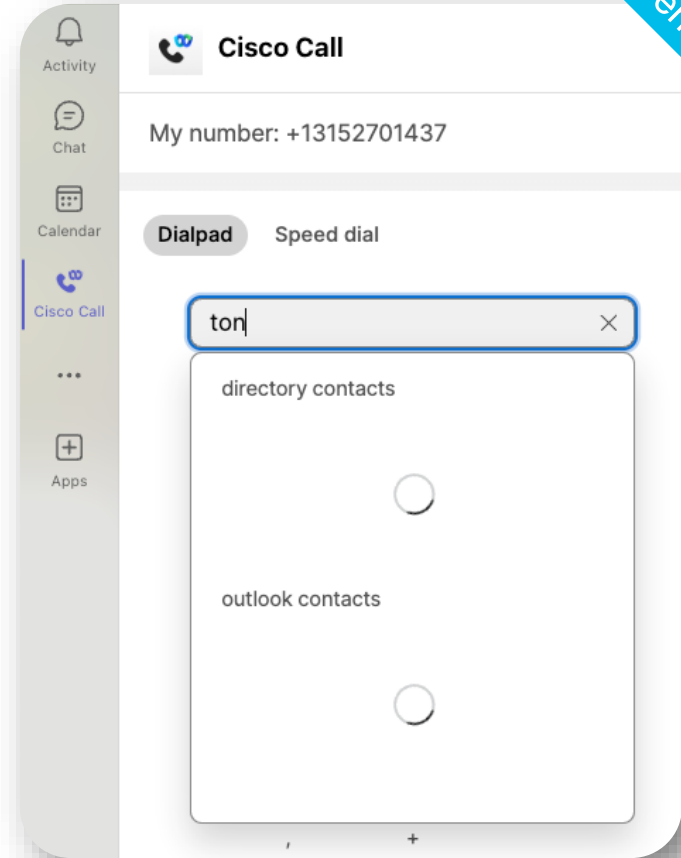 Activity
Chat
Calendar
Cisco Call
Apps
Cisco Call
My number: +13152701437
Dialpad Speed dial
ton
directory contacts
outlook contacts
, +